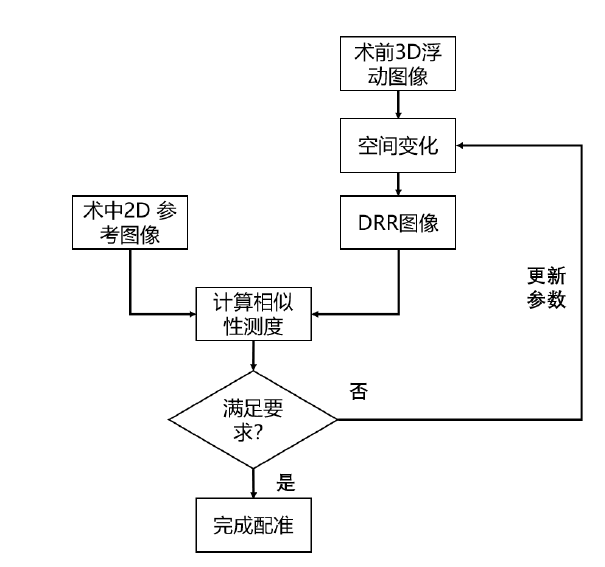 术前3D浮
动图像
空间变化
术中2D 参
考图像
DRR图像
更新
参数
计算相似
性测度
否
满足要
求?
是
完成配准